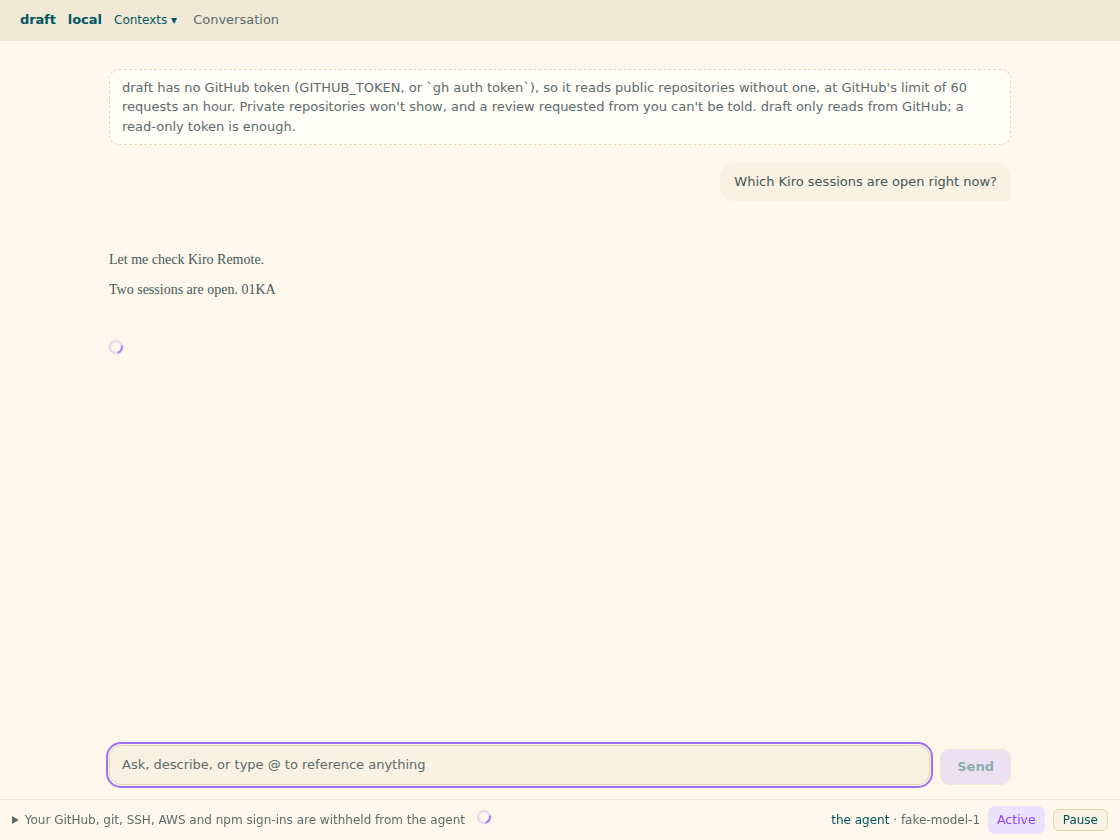 draft local Contexts ▾ Conversation
draft has no GitHub token (GITHUB_TOKEN, or `gh auth token`), so it reads public repositories without one, at GitHub's limit of 60
requests an hour. Private repositories won't show, and a review requested from you can't be told. draft only reads from GitHub; a
read-only token is enough.
Which Kiro sessions are open right now?
Let me check Kiro Remote.
Two sessions are open. 01KA
Ask, describe, or type @ to reference anything
Send
▶ Your GitHub, git, SSH, AWS and npm sign-ins are withheld from the agent
the agent · fake-model-1 Active Pause